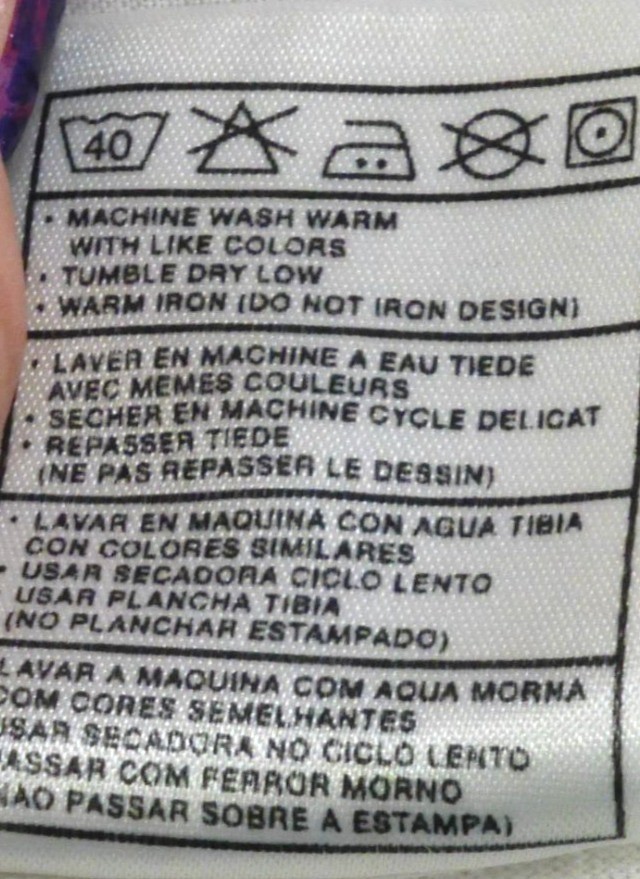 40
• MACHINE WASH WARM
WITH LIKE COLORS
• TUMBLE DRY LOW
• WARM IRON (DO NOT IRON DESIGN)
• LAVER EN MACHINE A EAU TIEDE
AVEC MEMES COULEURS
• SECHER EN MACHINE CYCLE DELICAT
• REPASSER TIEDE
(NE PAS REPASSER LE DESSIN)
• LAVAR EN MAQUINA CON AGUA TIBIA
CON COLORES SIMILARES
• USAR SECADORA CICLO LENTO
USAR PLANCHA TIBIA
(NO PLANCHAR ESTAMPADO)
LAVAR A MAQUINA COM AQUA MORNA
COM CORES SEMELHANTES
USAR SECADORA NO CICLO LENTO
PASSAR COM FERROR MORNO
NAO PASSAR SOBRE A ESTAMPA)